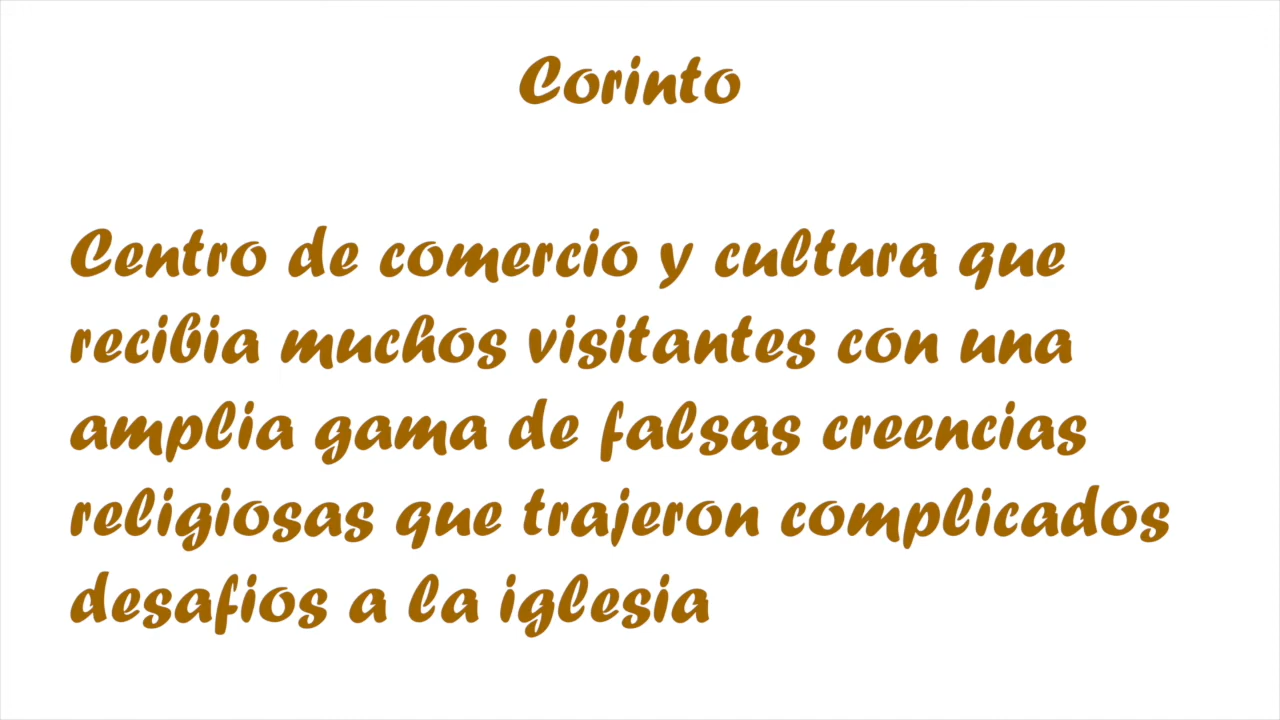 Corinto
Centro de comercio y cultura que
recibia muchos visitantes con una
amplia gama de falsas creencias
religiosas que trajeron complicados
desafios a la iglesia